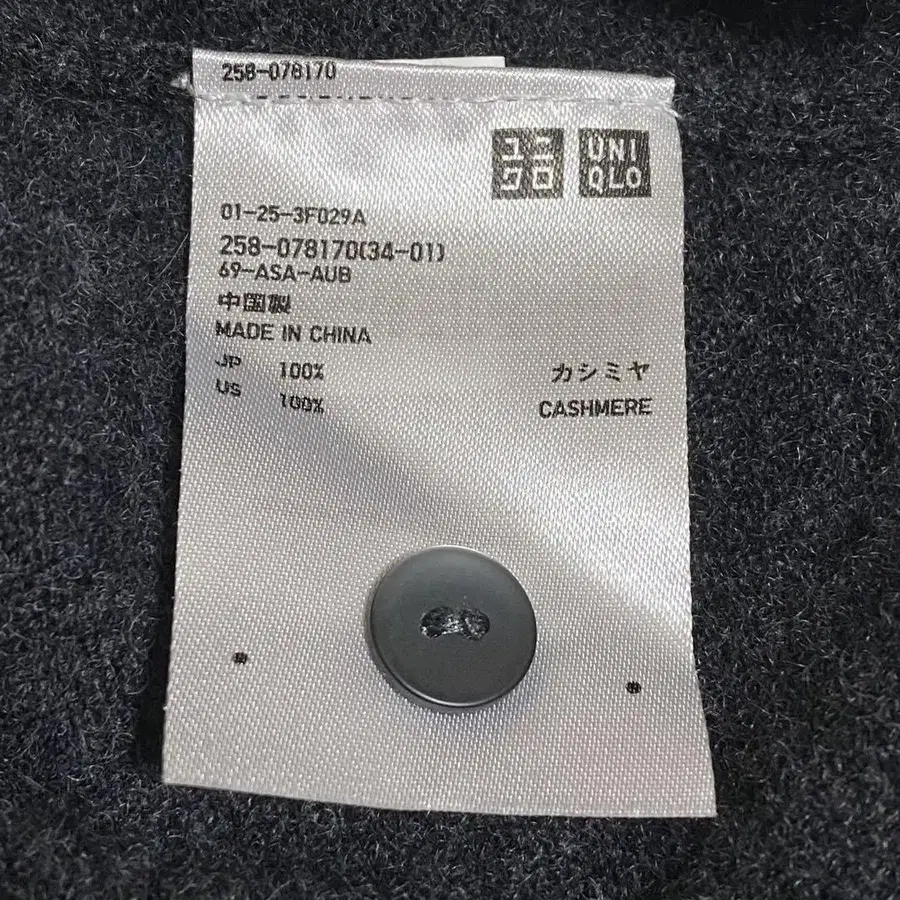 258-078170
ユニ
クロ
UNI
QLO
01-25-3F029A
258-078170(34-01)
69-ASA-AUB
中国製
MADE IN CHINA
JP 100% カシミヤ
US 100% CASHMERE